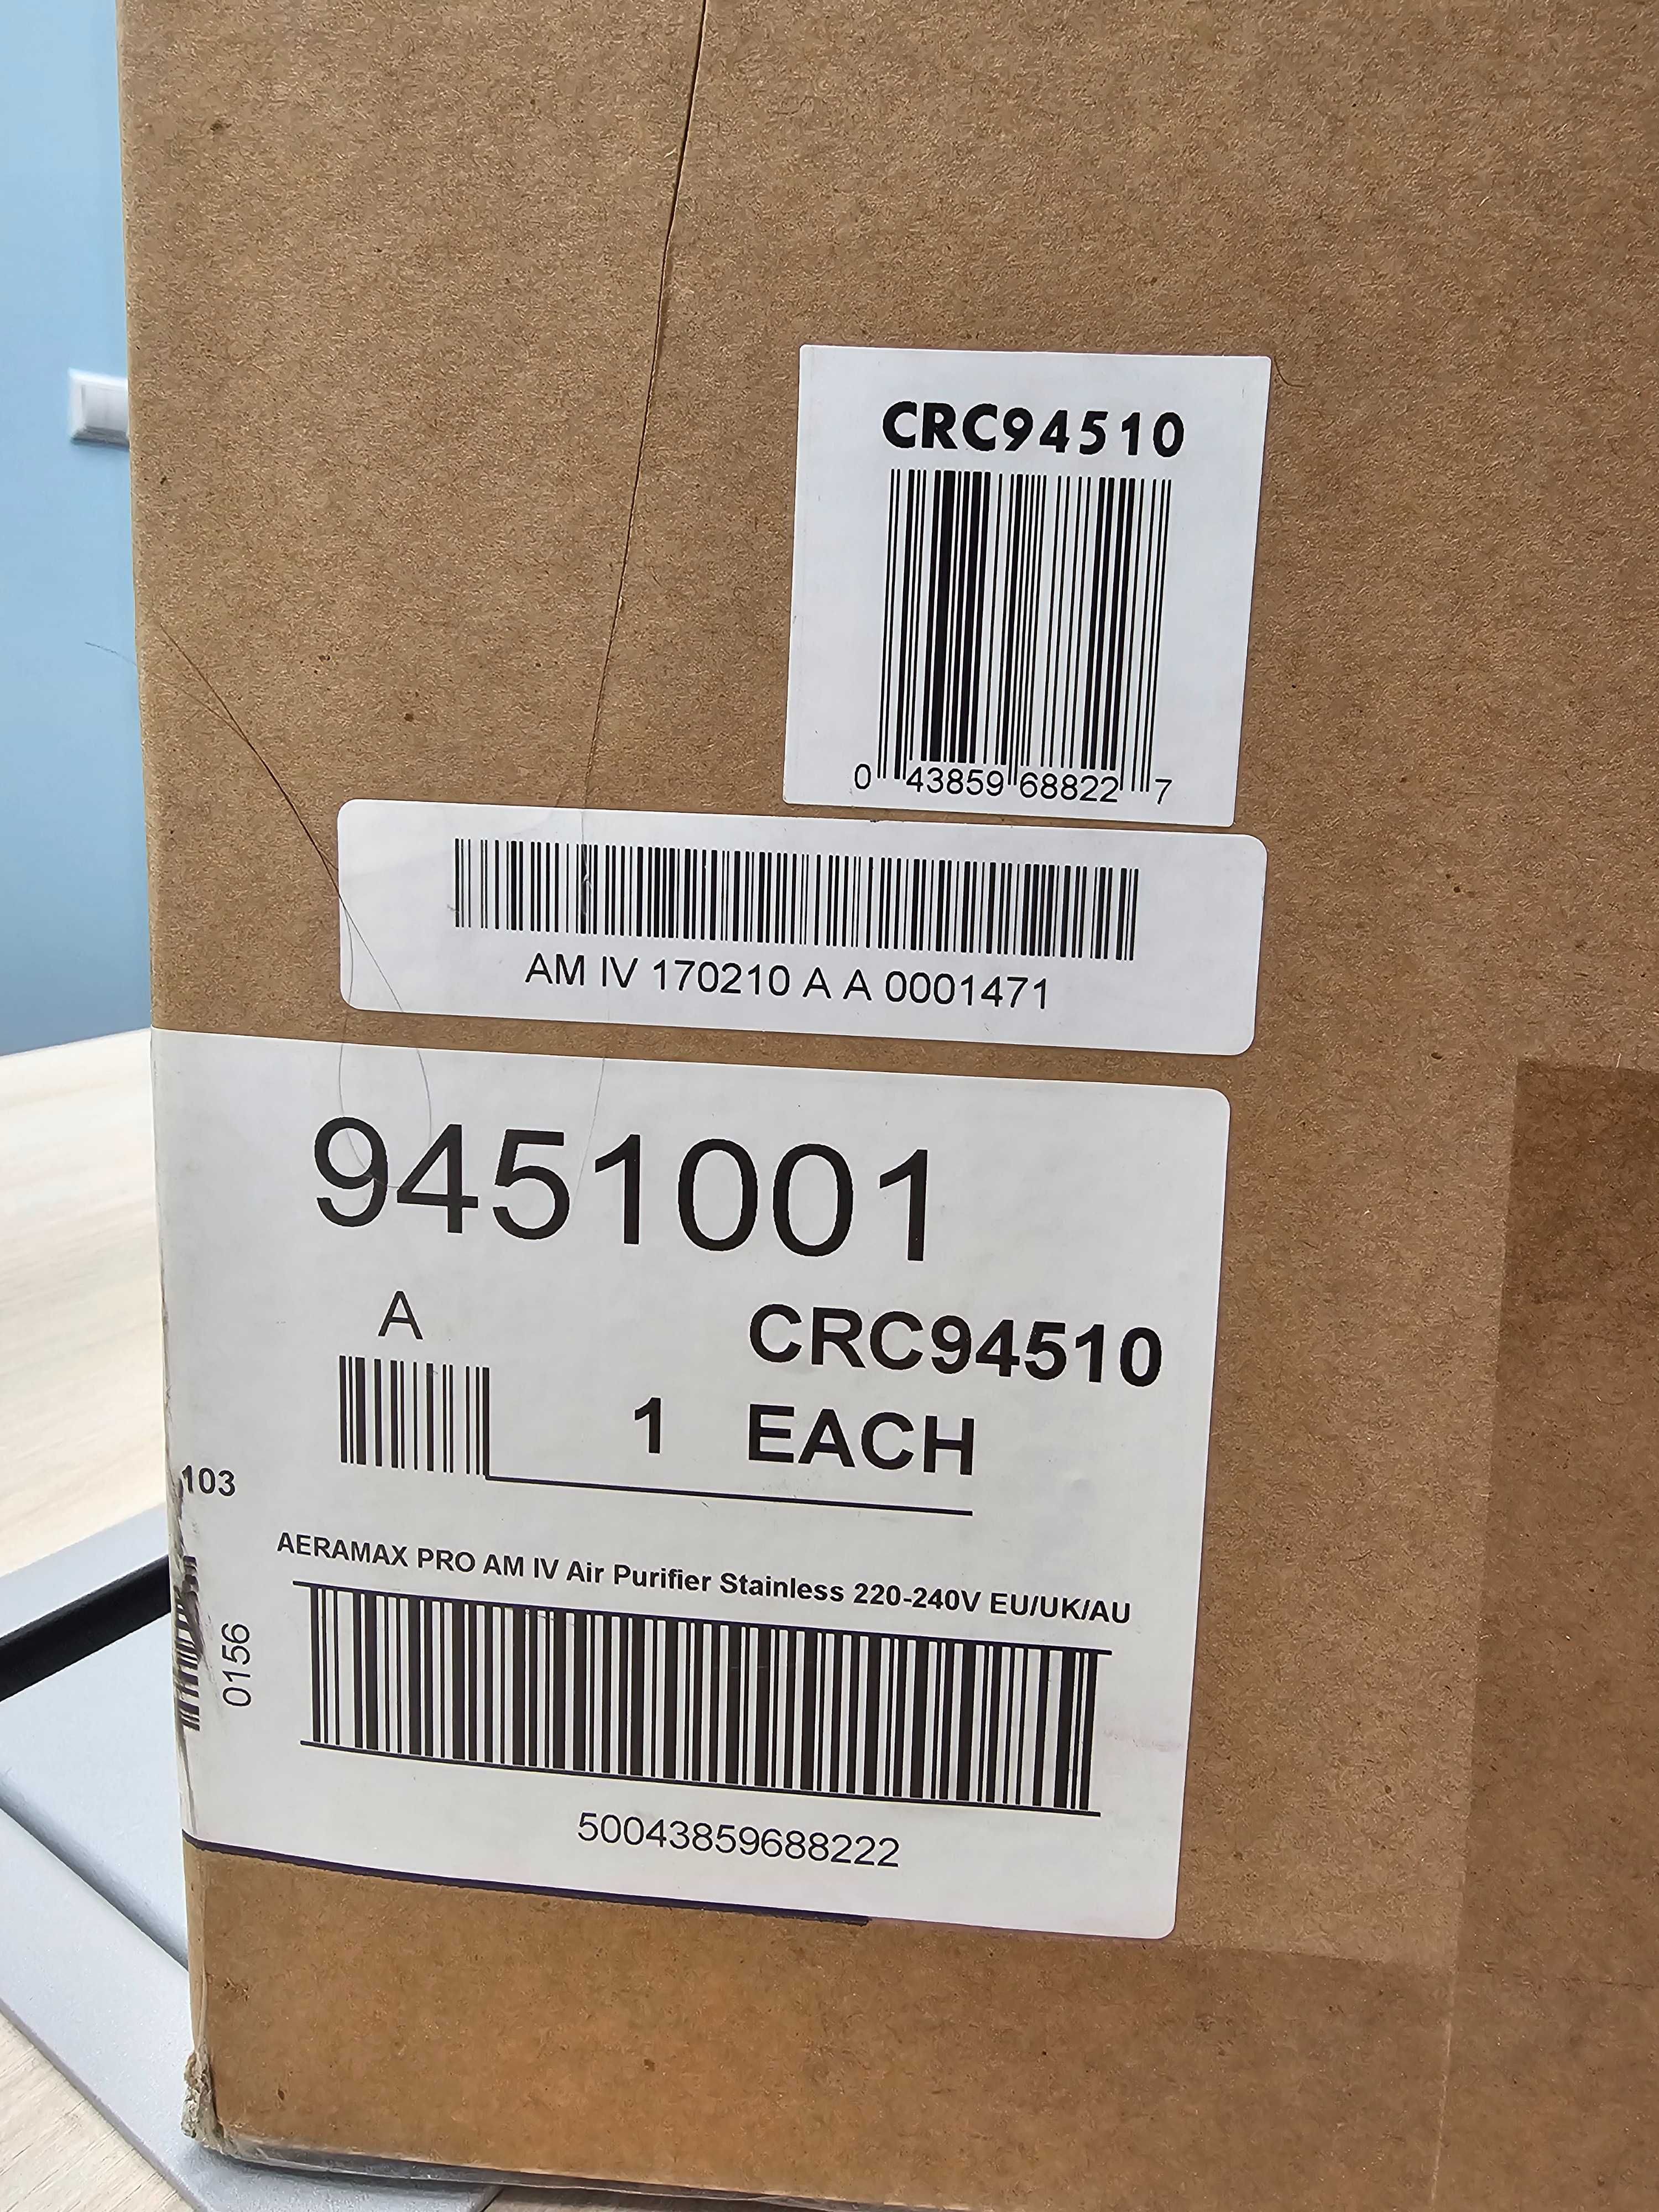 CRC94510
0 43859 68822 7
AM IV 170210 A A 0001471
9451001
A
CRC94510
1 EACH
103
AERAMAX PRO AM IV Air Purifier Stainless 220-240V EU/UK/AU
0156
50043859688222